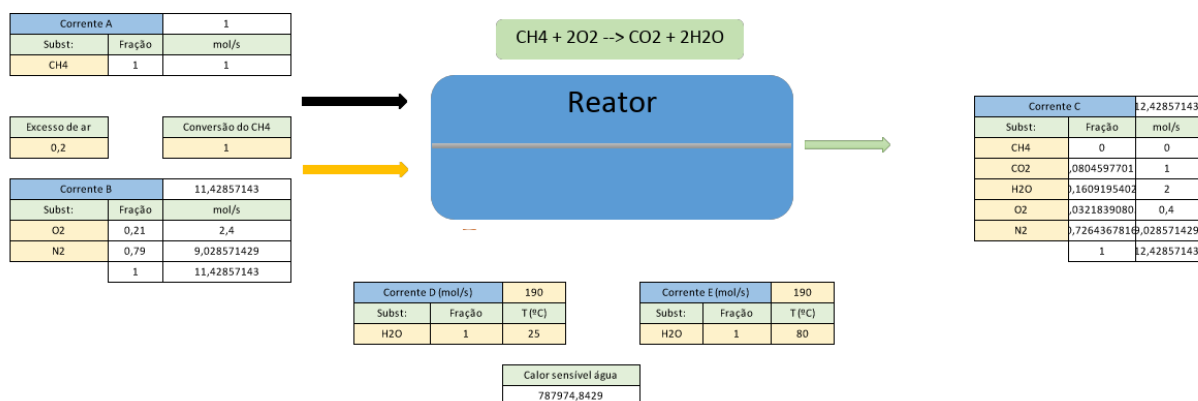 Corrente A 1
Subst: Fração mol/s
CH4 1 1
CH4 + 2O2 --> CO2 + 2H2O
Reator
Excesso de ar Conversão do CH4
0,2 1
Corrente B 11,42857143
Subst: Fração mol/s
O2 0,21 2,4
N2 0,79 9,028571429
1 11,42857143
Corrente C 12,42857143
Subst: Fração mol/s
CH4 0 0
CO2 ,0804597701 1
H2O 0,1609195402 2
O2 ,0321839080 0,4
N2 0,7264367816 9,028571429
1 12,42857143
Corrente D (mol/s) 190
Subst: Fração T (ºC)
H2O 1 25
Corrente E (mol/s) 190
Subst: Fração T (ºC)
H2O 1 80
Calor sensível água
787974,8429